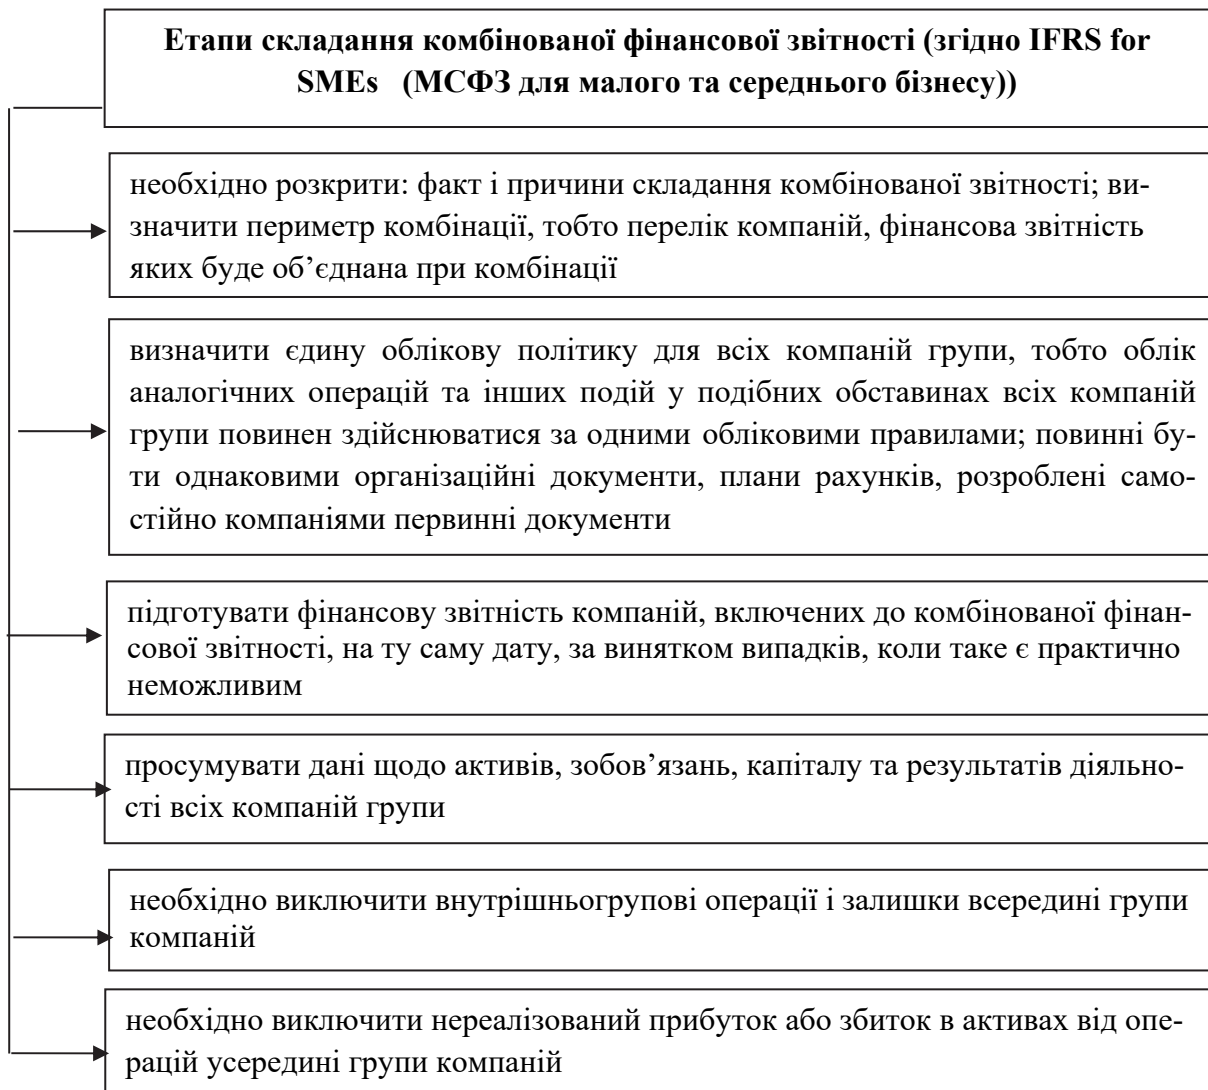 Етапи складання комбінованої фінансової звітності (згідно IFRS for
SMEs (МСФЗ для малого та середнього бізнесу))
необхідно розкрити: факт і причини складання комбінованої звітності; ви-
значити периметр комбінації, тобто перелік компаній, фінансова звітність
яких буде об’єднана при комбінації
визначити єдину облікову політику для всіх компаній групи, тобто облік
аналогічних операцій та інших подій у подібних обставинах всіх компаній
групи повинен здійснюватися за одними обліковими правилами; повинні бу-
ти однаковими організаційні документи, плани рахунків, розроблені само-
стійно компаніями первинні документи
підготувати фінансову звітність компаній, включених до комбінованої фінан-
сової звітності, на ту саму дату, за винятком випадків, коли таке є практично
неможливим
просумувати дані щодо активів, зобов’язань, капіталу та результатів діяльно-
сті всіх компаній групи
необхідно виключити внутрішньогрупові операції і залишки всередині групи
компаній
необхідно виключити нереалізований прибуток або збиток в активах від опе-
рацій усередині групи компаній